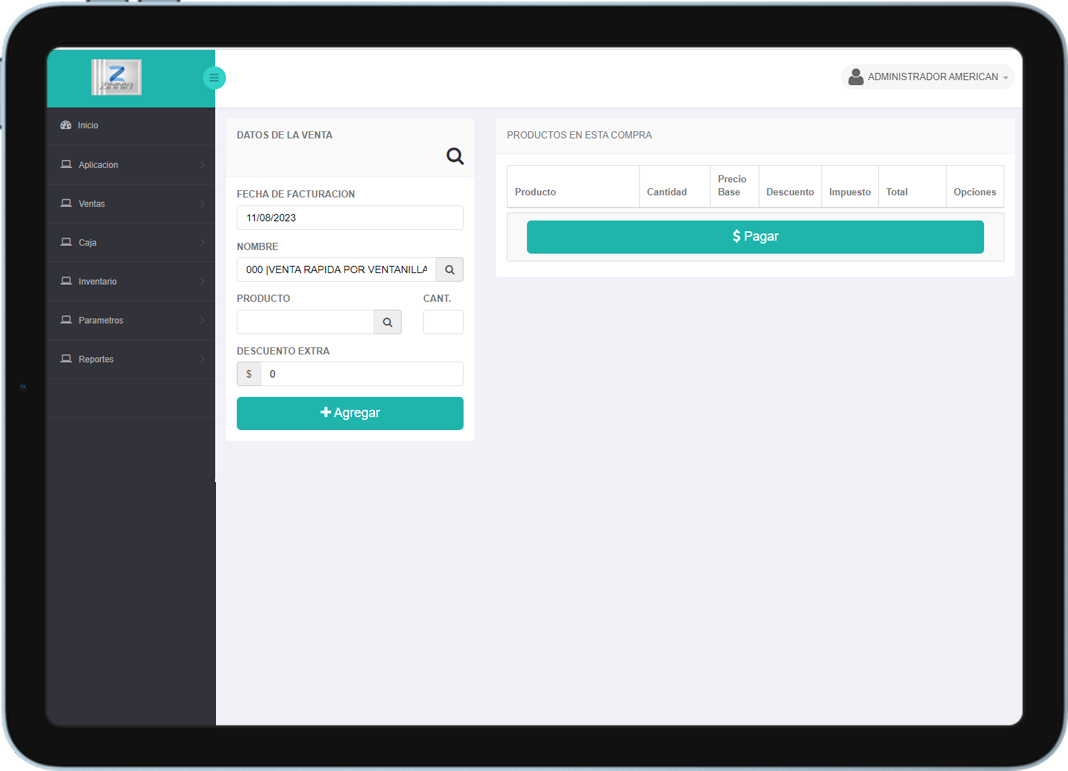 ZINNIA
ADMINISTRADOR AMERICAN
Inicio
Aplicacion
Ventas
Caja
Inventario
Parametros
Reportes
DATOS DE LA VENTA
FECHA DE FACTURACION
11/08/2023
NOMBRE
000 |VENTA RAPIDA POR VENTANILLA
PRODUCTO CANT.
DESCUENTO EXTRA
$ 0
Agregar
PRODUCTOS EN ESTA COMPRA
Producto Cantidad Precio Base Descuento Impuesto Total Opciones
$ Pagar